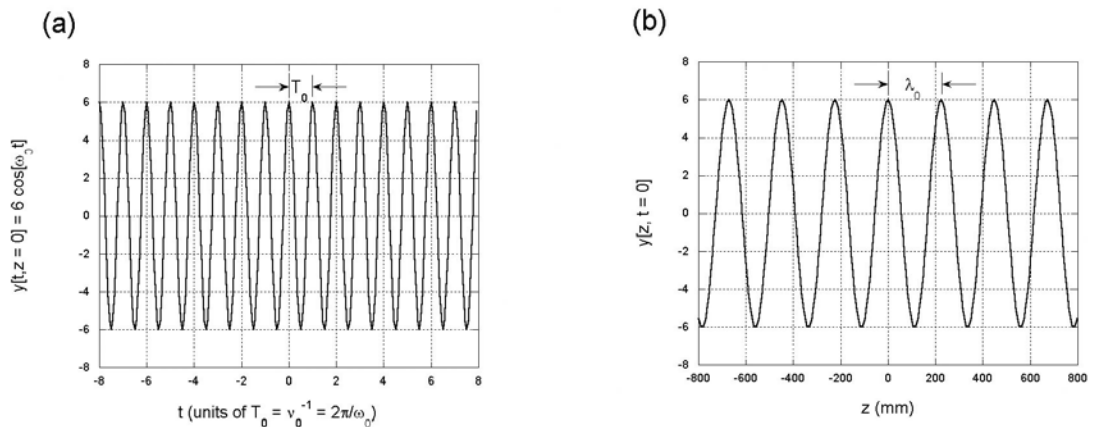 (a)
8
6
4
2
0
-2
-4
-6
-8
T₀
-8 -6 -4 -2 0 2 4 6 8
y[t,z = 0] = 6 cos[ω₀t]
t (units of T₀ = ν₀⁻¹ = 2π/ω₀)
(b)
8
6
4
2
0
-2
-4
-6
-8
λ₀
-800 -600 -400 -200 0 200 400 600 800
y[z, t = 0]
z (mm)